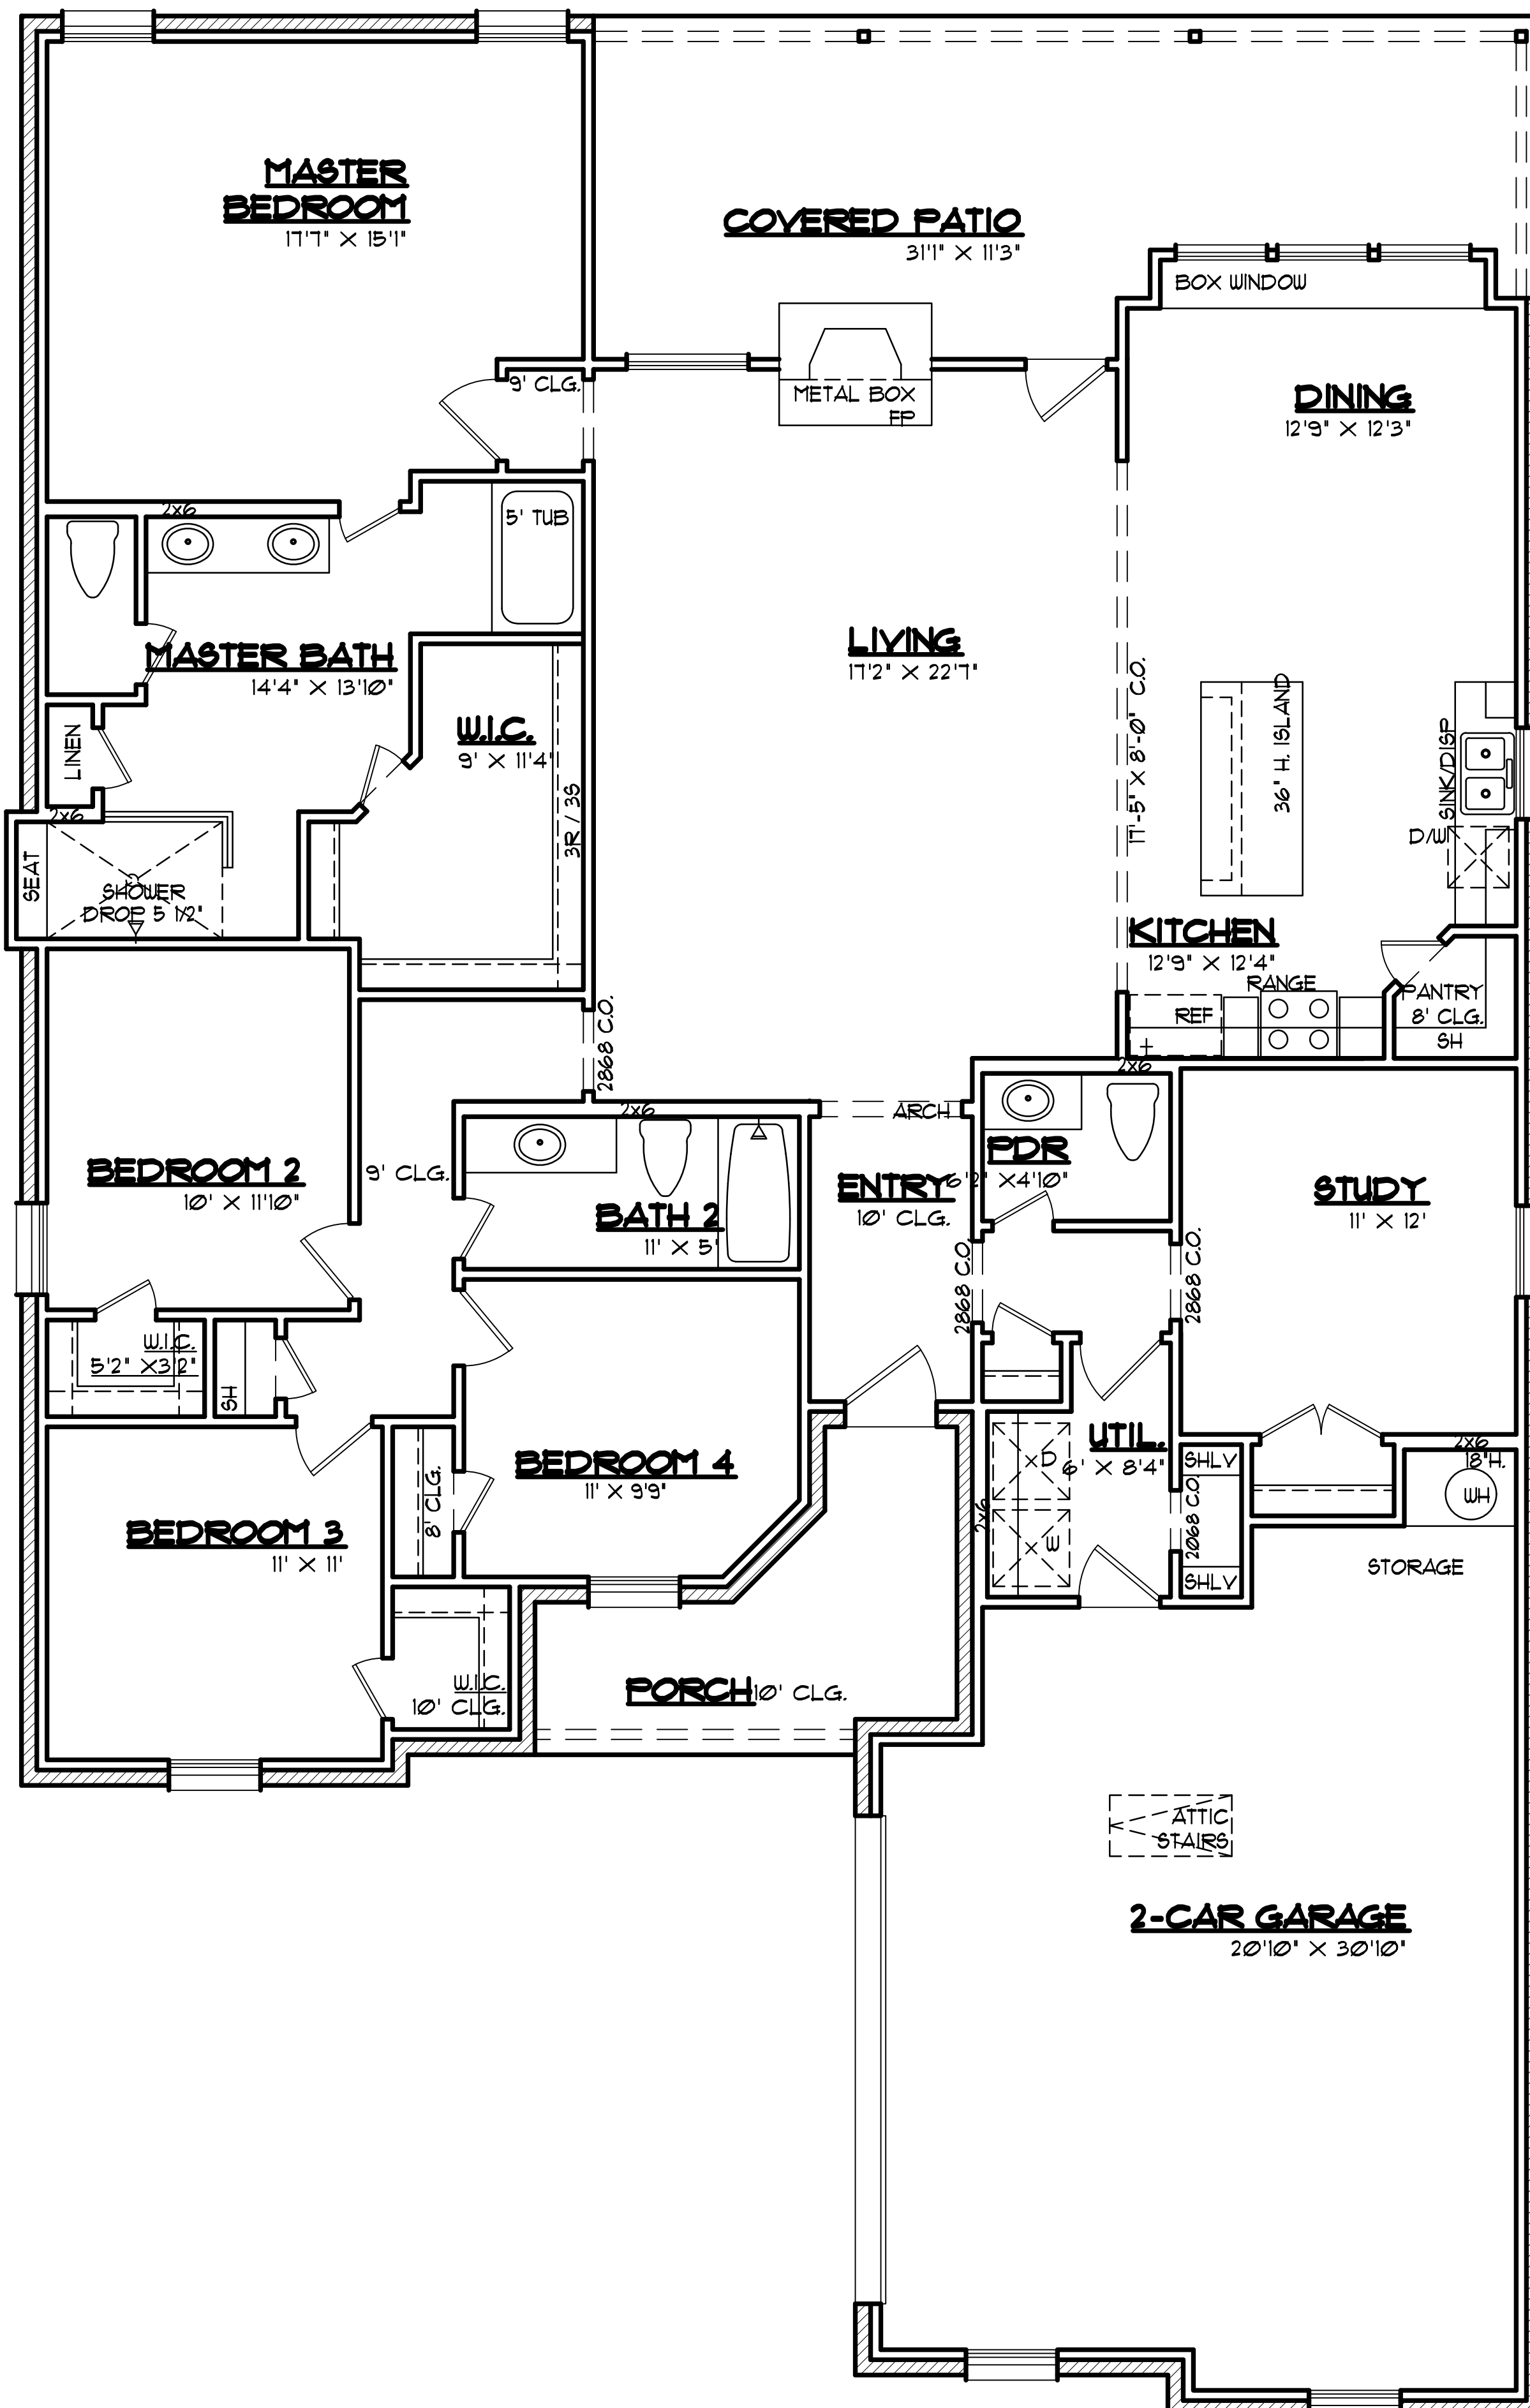 MASTER
BEDROOM
17'7" X 15'1"
COVERED PATIO
31'1" X 11'3"
BOX WINDOW
9' CLG.
METAL BOX
FP
DINING
12'9" X 12'3"
2x6
5' TUB
MASTER BATH
14'4" X 13'10"
LIVING
17'2" X 22'7"
LINEN
W.I.C.
9' X 11'4"
3R / 3S
17'-5" X 8'-0" C.O.
36" H. ISLAND
SINK/DISP
D/W
2x6
SEAT
SHOWER
DROP 5 1/2"
KITCHEN
12'9" X 12'4"
RANGE
REF
PANTRY
8' CLG.
SH
2868 C.O.
2x6
2x6
ARCH
BEDROOM 2
10' X 11'10"
9' CLG.
BATH 2
11' X 5'
ENTRY
10' CLG.
PDR
6'2" X4'10"
STUDY
11' X 12'
2868 C.O.
2868 C.O.
W.I.C.
5'2" X3'2"
SH
BEDROOM 4
11' X 9'9"
8' CLG.
UTIL.
6' X 8'4"
D
W
2x6
SHLV
2068 C.O.
SHLV
2x6
18"H.
WH
STORAGE
BEDROOM 3
11' X 11'
W.I.C.
10' CLG.
PORCH 10' CLG.
ATTIC
STAIRS
2-CAR GARAGE
20'10" X 30'10"